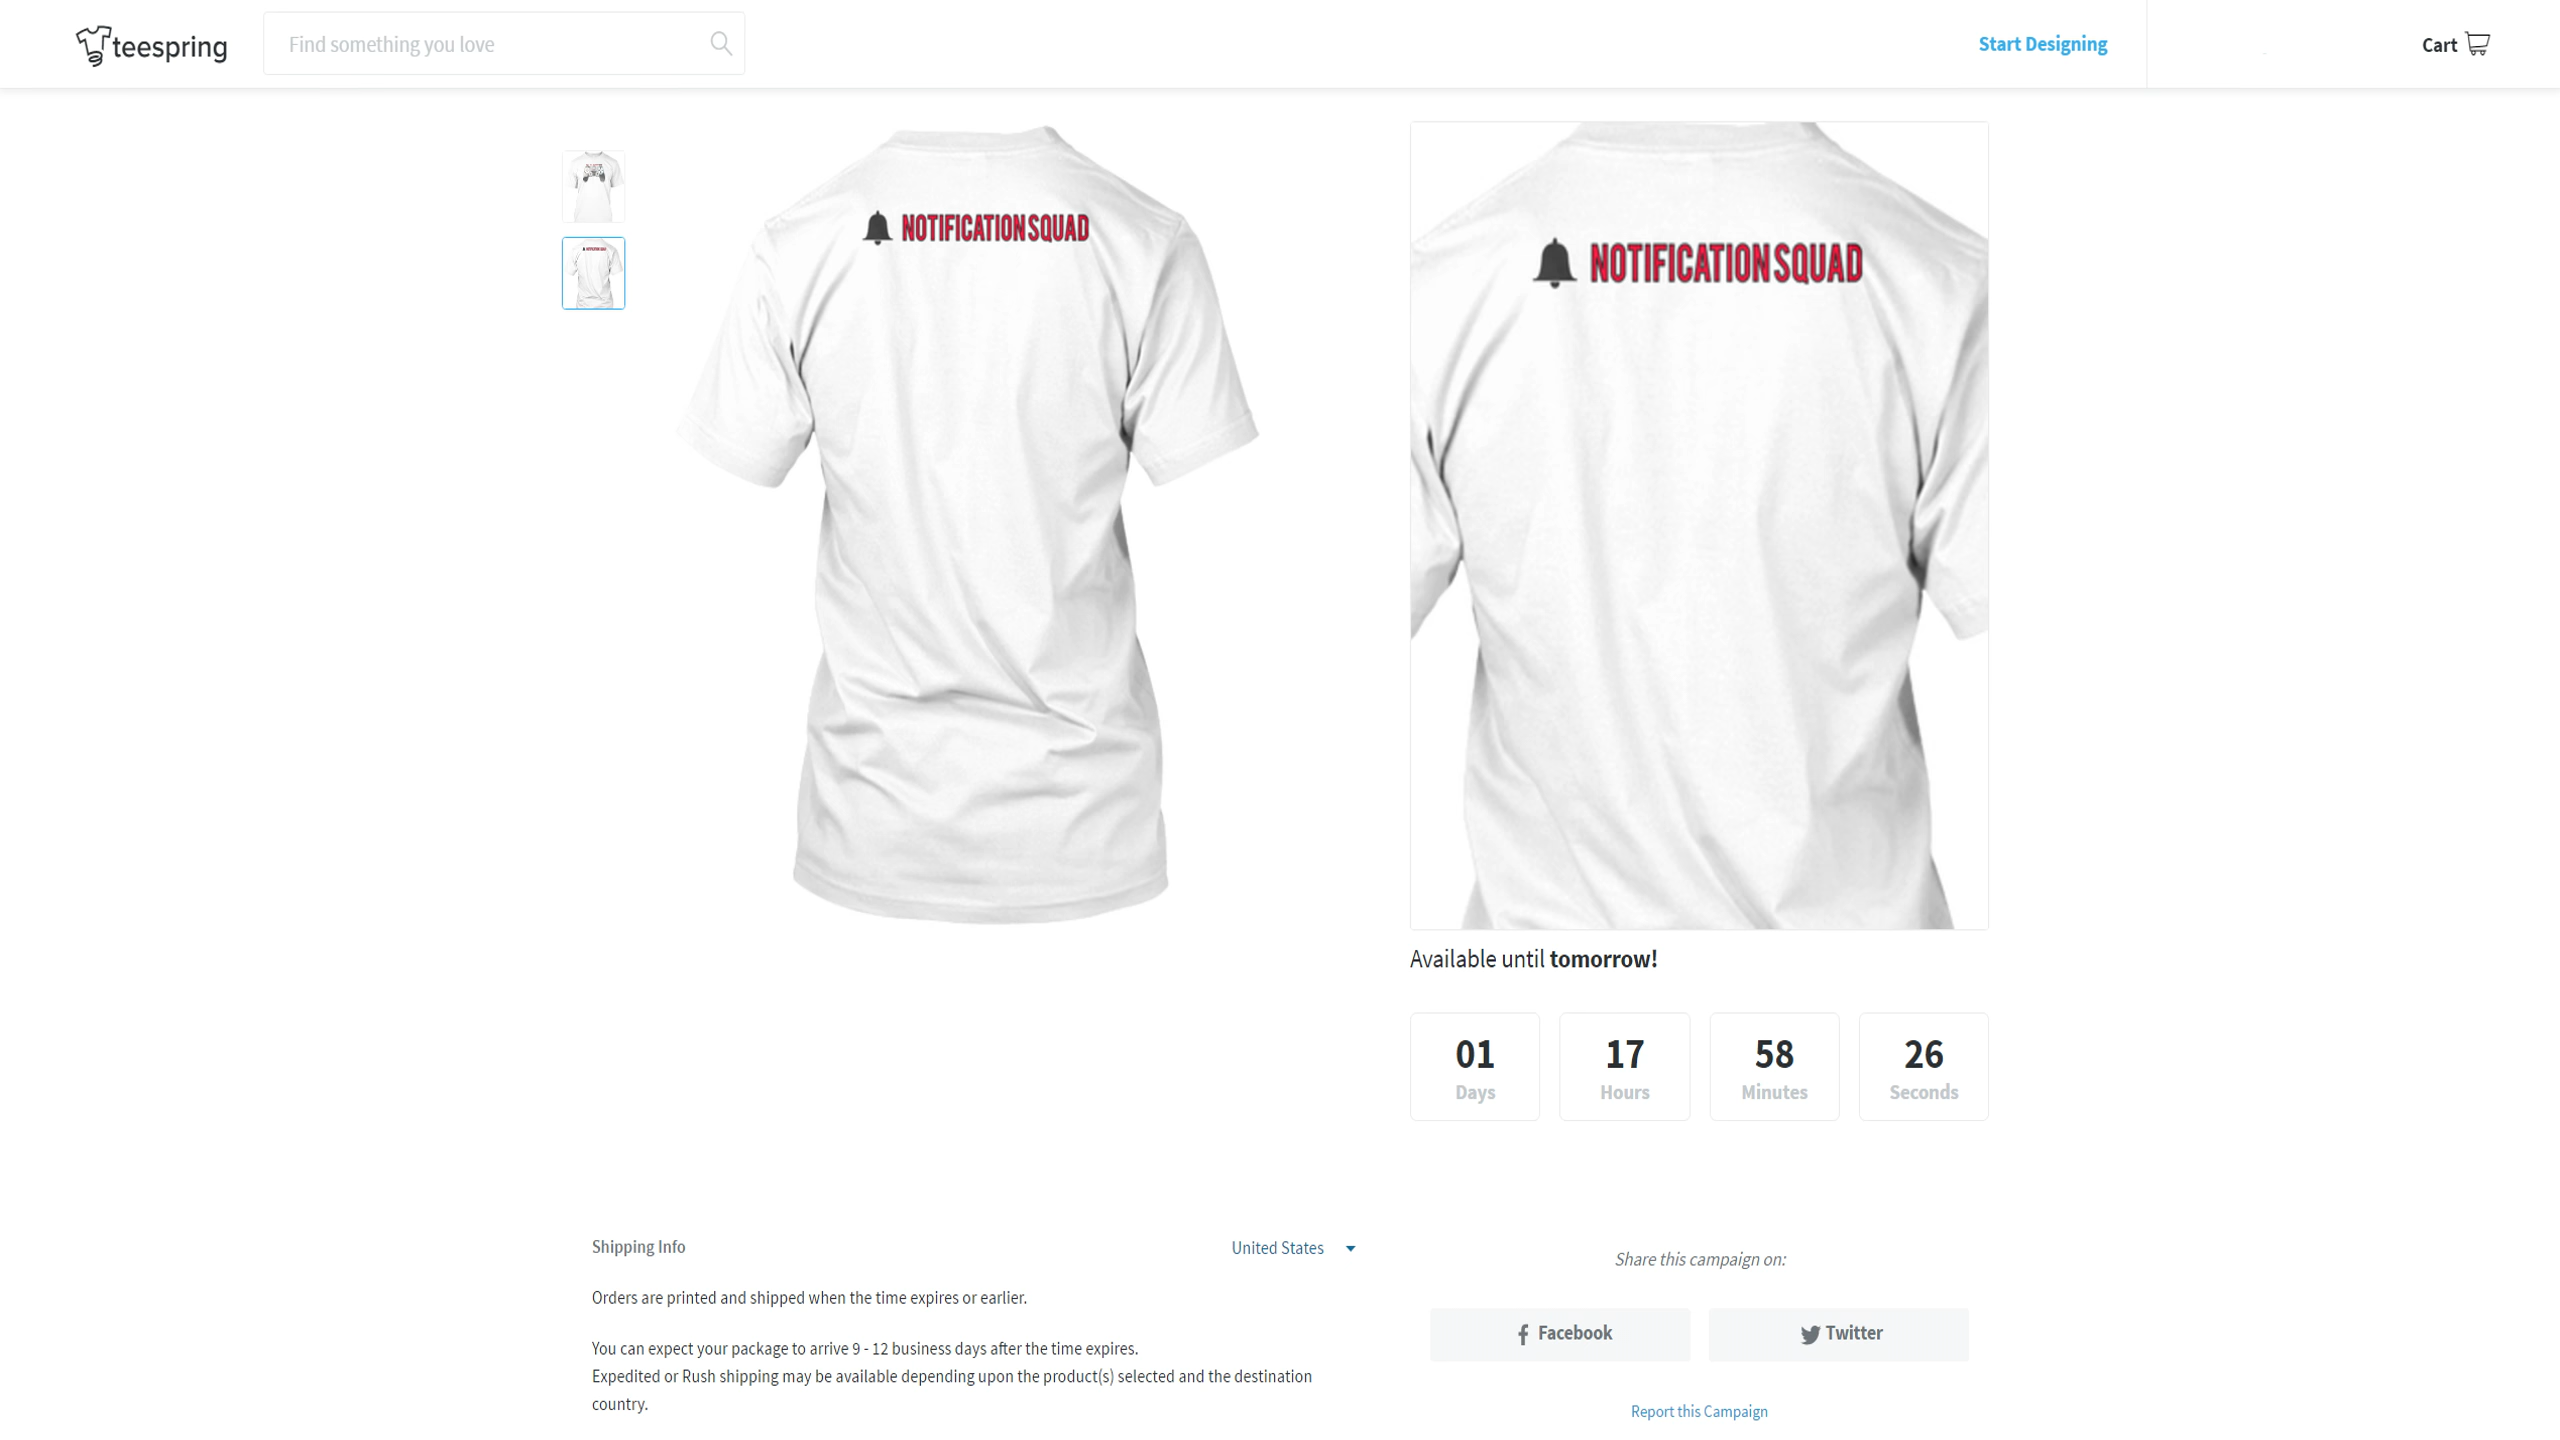 teespring
Find something you love
Start Designing
Cart
NOTIFICATION SQUAD
NOTIFICATION SQUAD
Available until tomorrow!
01 17 58 26
Days Hours Minutes Seconds
Shipping Info
United States
Share this campaign on:
Orders are printed and shipped when the time expires or earlier.
Facebook
Twitter
You can expect your package to arrive 9 - 12 business days after the time expires.
Expedited or Rush shipping may be available depending upon the product(s) selected and the destination
country.
Report this Campaign